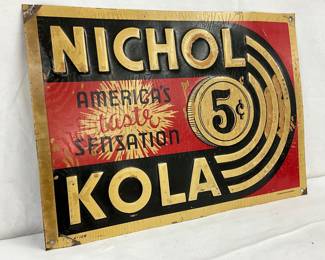 NICHOL
AMERICA'S
taste
SENSATION
5¢
KOLA